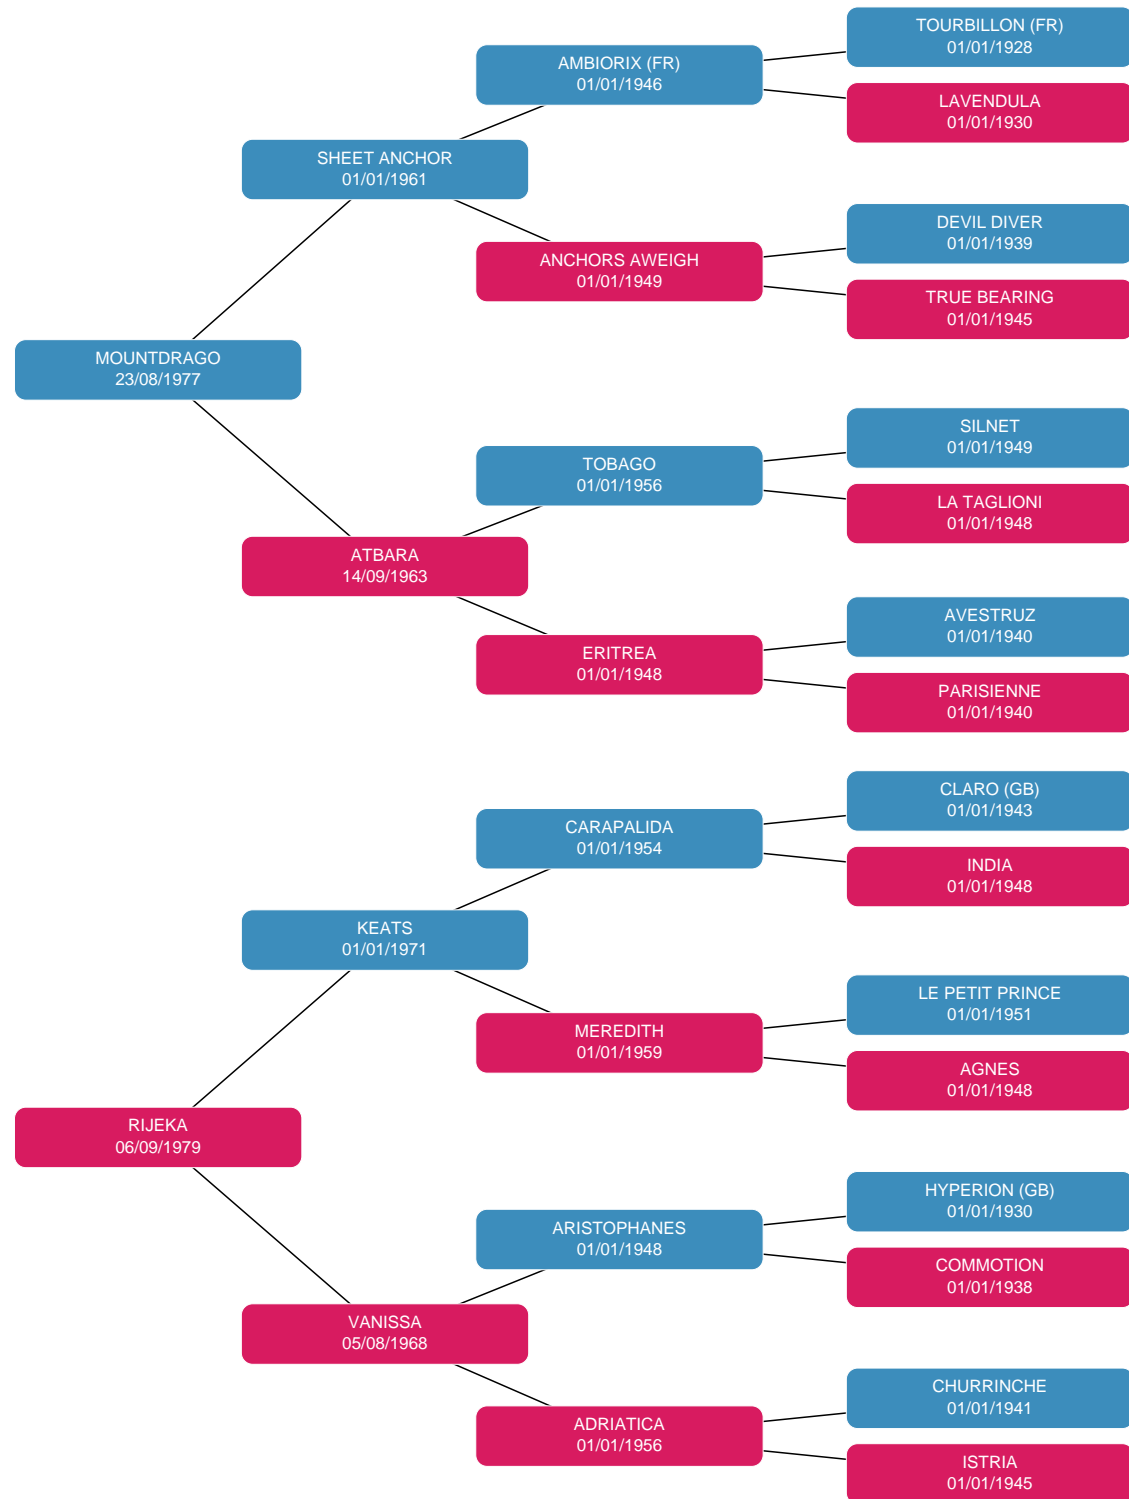 TOURBILLON (FR)
01/01/1928
AMBIORIX (FR)
01/01/1946
LAVENDULA
01/01/1930
SHEET ANCHOR
01/01/1961
DEVIL DIVER
01/01/1939
ANCHORS AWEIGH
01/01/1949
TRUE BEARING
01/01/1945
MOUNTDRAGO
23/08/1977
SILNET
01/01/1949
TOBAGO
01/01/1956
LA TAGLIONI
01/01/1948
ATBARA
14/09/1963
AVESTRUZ
01/01/1940
ERITREA
01/01/1948
PARISIENNE
01/01/1940
CLARO (GB)
01/01/1943
CARAPALIDA
01/01/1954
INDIA
01/01/1948
KEATS
01/01/1971
LE PETIT PRINCE
01/01/1951
MEREDITH
01/01/1959
AGNES
01/01/1948
RIJEKA
06/09/1979
HYPERION (GB)
01/01/1930
ARISTOPHANES
01/01/1948
COMMOTION
01/01/1938
VANISSA
05/08/1968
CHURRINCHE
01/01/1941
ADRIATICA
01/01/1956
ISTRIA
01/01/1945